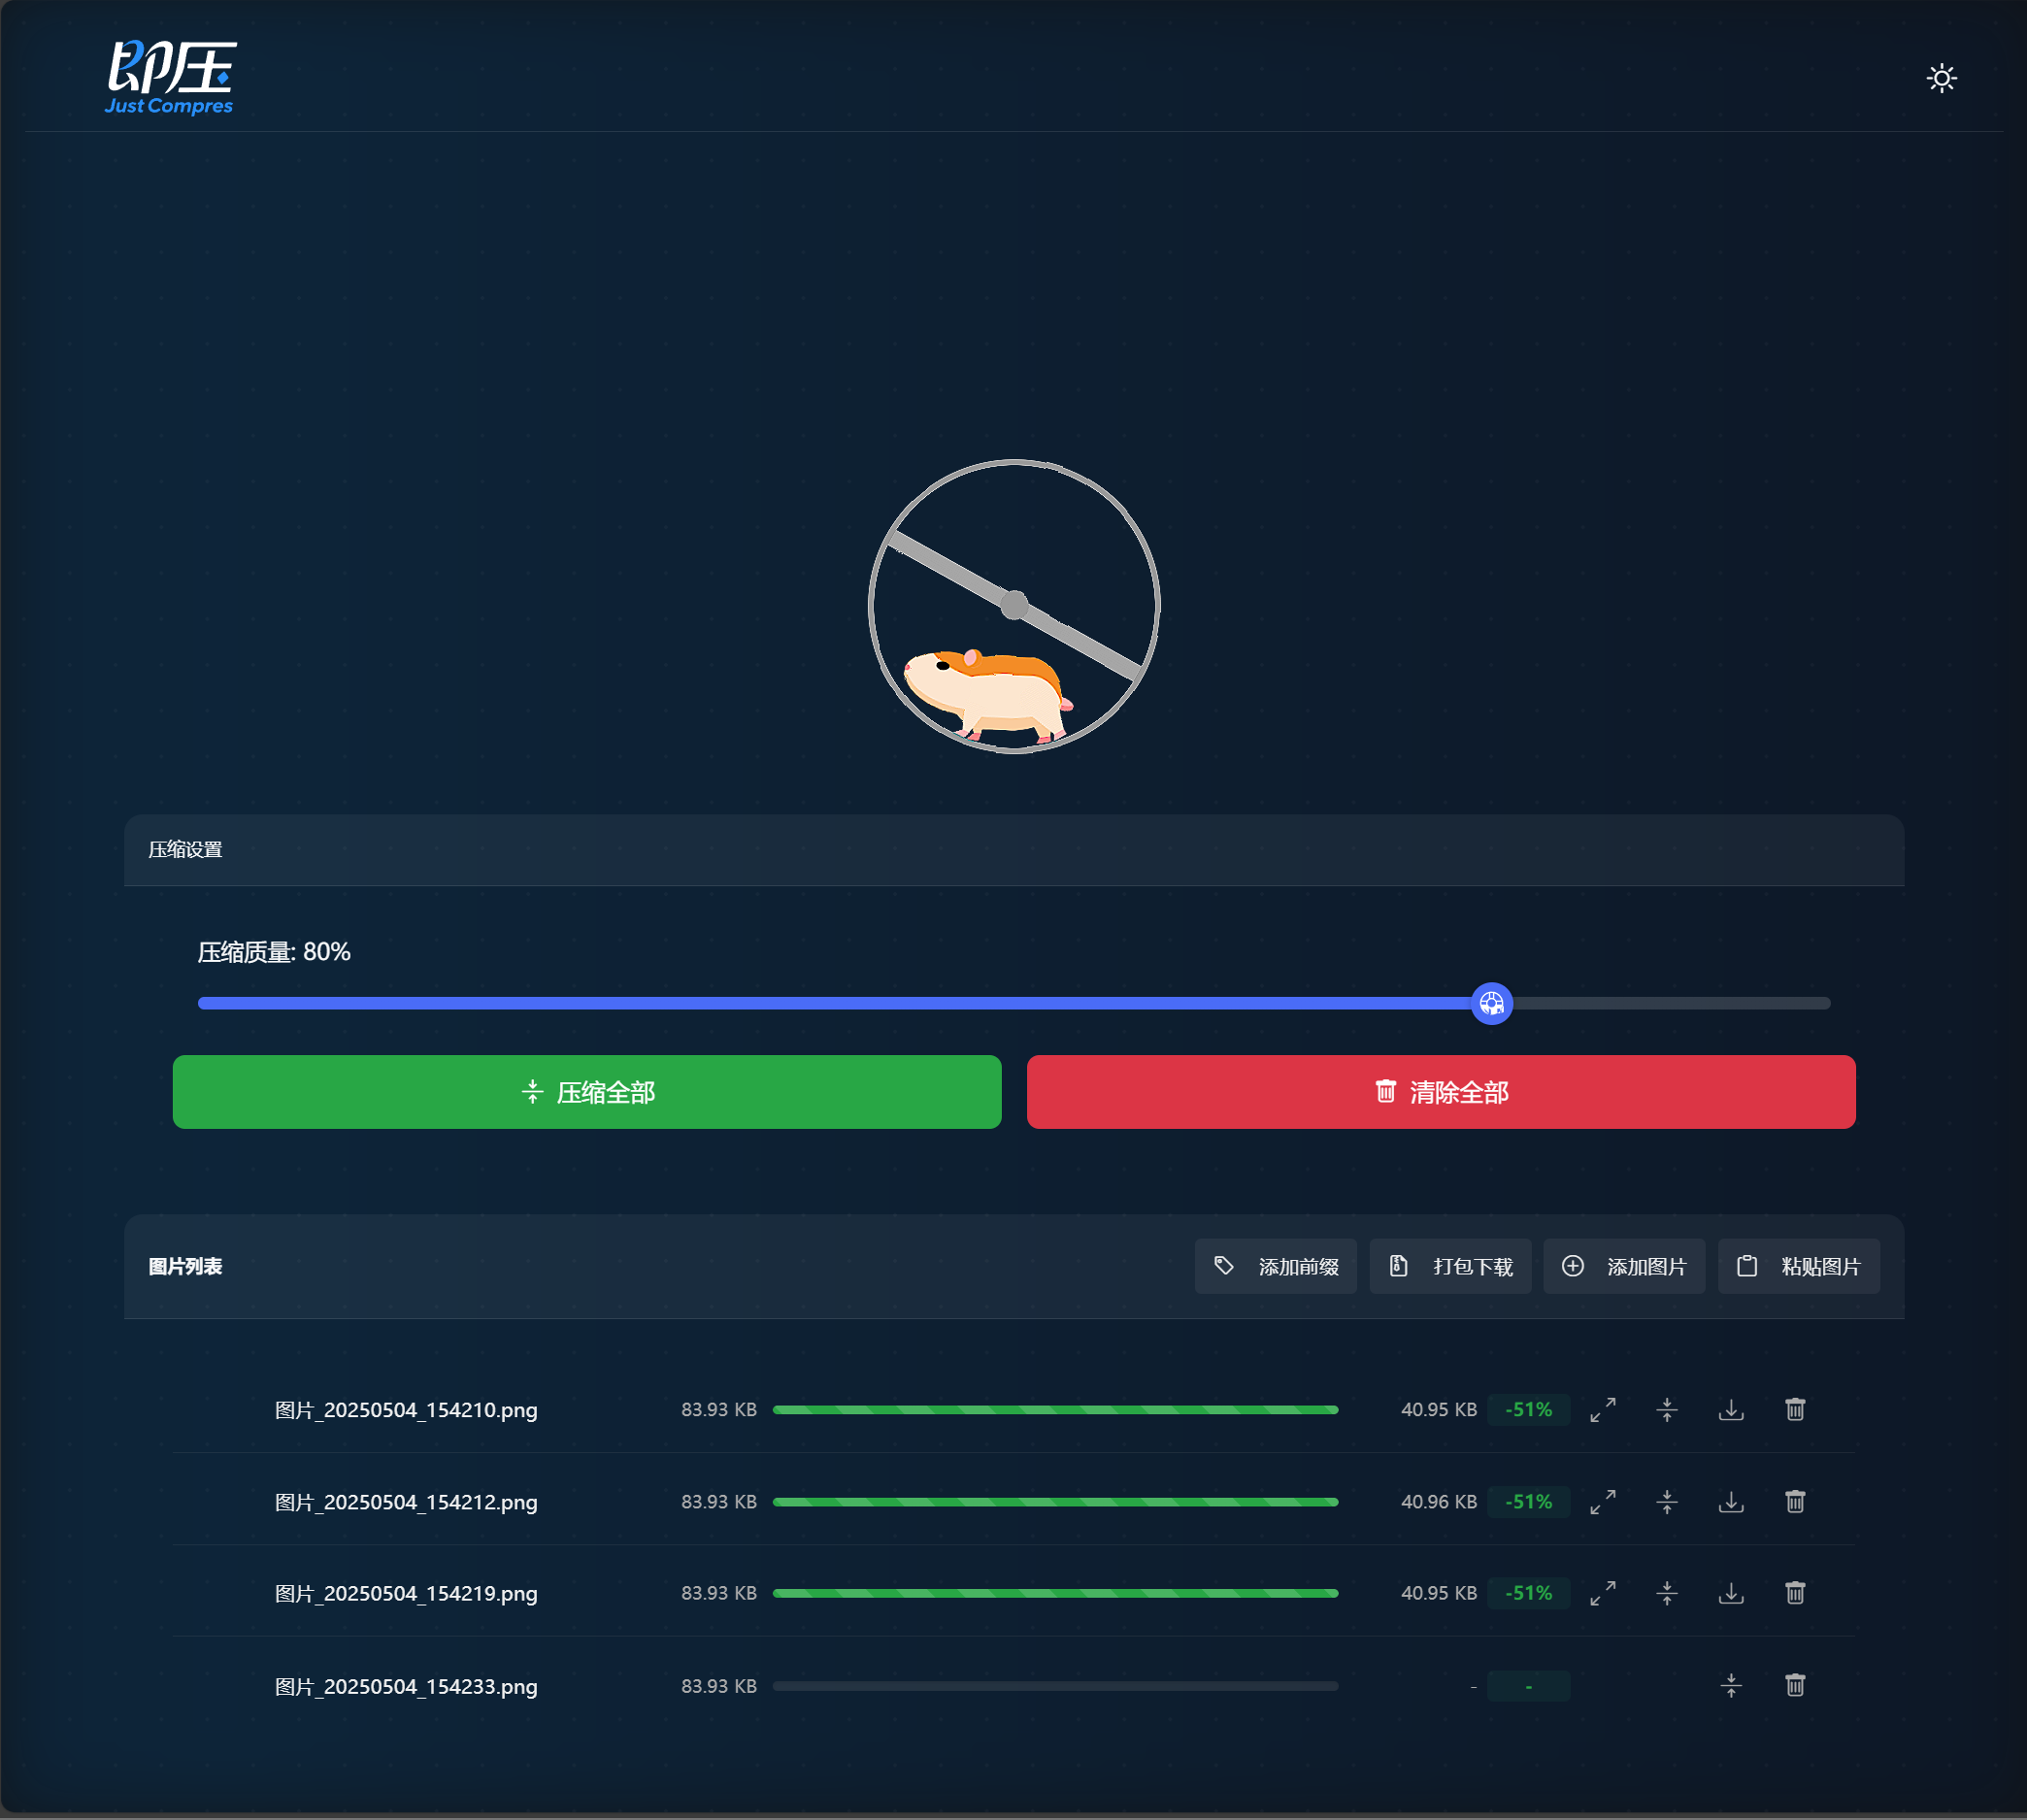 即压
Just Compres
压缩设置
压缩质量: 80%
压缩全部
清除全部
图片列表
添加前缀
打包下载
添加图片
粘贴图片
图片_20250504_154210.png 83.93 KB 40.95 KB -51%
图片_20250504_154212.png 83.93 KB 40.96 KB -51%
图片_20250504_154219.png 83.93 KB 40.95 KB -51%
图片_20250504_154233.png 83.93 KB - -